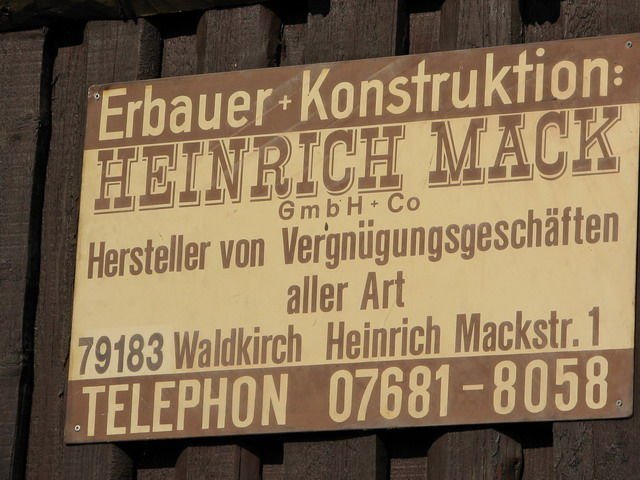 Erbauer + Konstruktion:
HEINRICH MACK
GmbH + Co
Hersteller von Vergnügungsgeschäften
aller Art
79183 Waldkirch Heinrich Mackstr. 1
TELEPHON 07681-8058